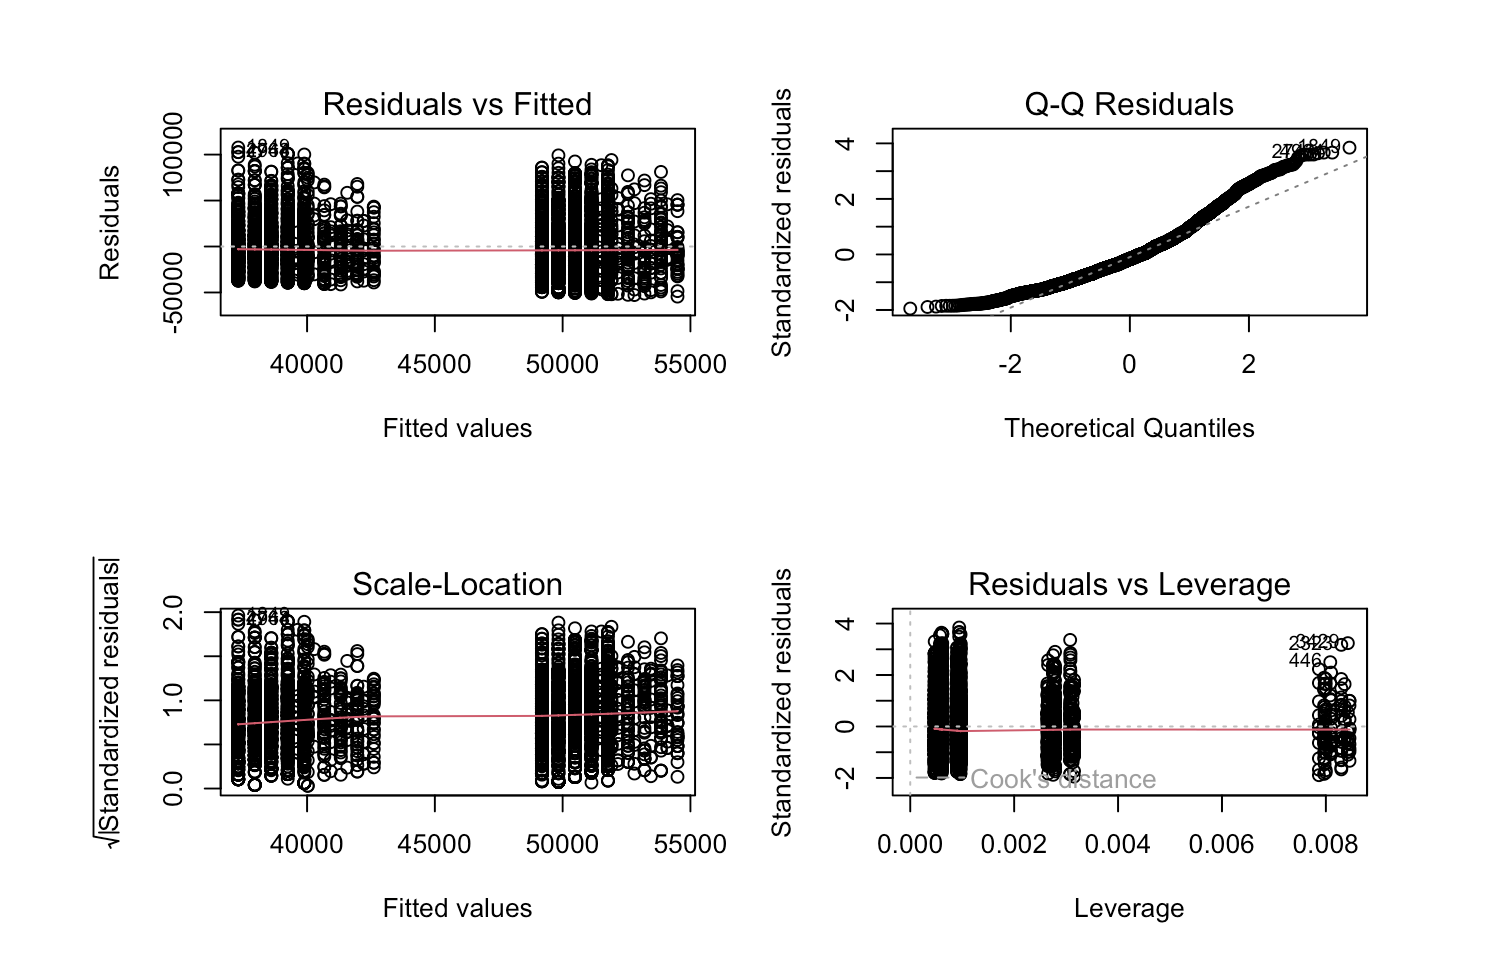 Residuals vs Fitted
Residuals
-50000
100000
40000
45000
50000
55000
Fitted values
Q-Q Residuals
Standardized residuals
-2
0
2
4
1849
-2
0
2
Theoretical Quantiles
Scale-Location
√|Standardized residuals|
0.0
1.0
2.0
40000
45000
50000
55000
Fitted values
Residuals vs Leverage
Standardized residuals
-2
0
2
4
446
Cook's distance
0.000
0.002
0.004
0.006
0.008
Leverage